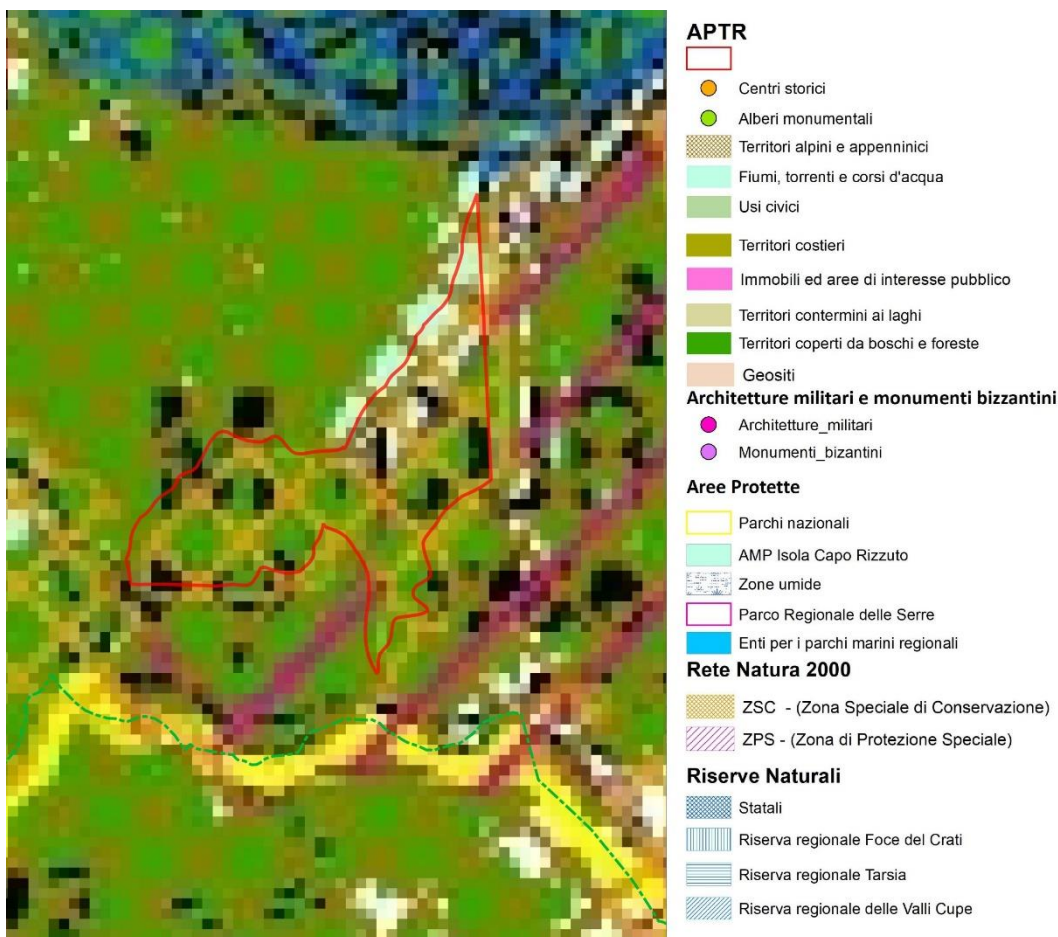 APTR
Centri storici
Alberi monumentali
Territori alpini e appenninici
Fiumi, torrenti e corsi d'acqua
Usi civici
Territori costieri
Immobili ed aree di interesse pubblico
Territori contermini ai laghi
Territori coperti da boschi e foreste
Geositi
Architetture militari e monumenti bizzantini
Architetture_militari
Monumenti_bizantini
Aree Protette
Parchi nazionali
AMP Isola Capo Rizzuto
Zone umide
Parco Regionale delle Serre
Enti per i parchi marini regionali
Rete Natura 2000
ZSC - (Zona Speciale di Conservazione)
ZPS - (Zona di Protezione Speciale)
Riserve Naturali
Statali
Riserva regionale Foce del Crati
Riserva regionale Tarsia
Riserva regionale delle Valli Cupe